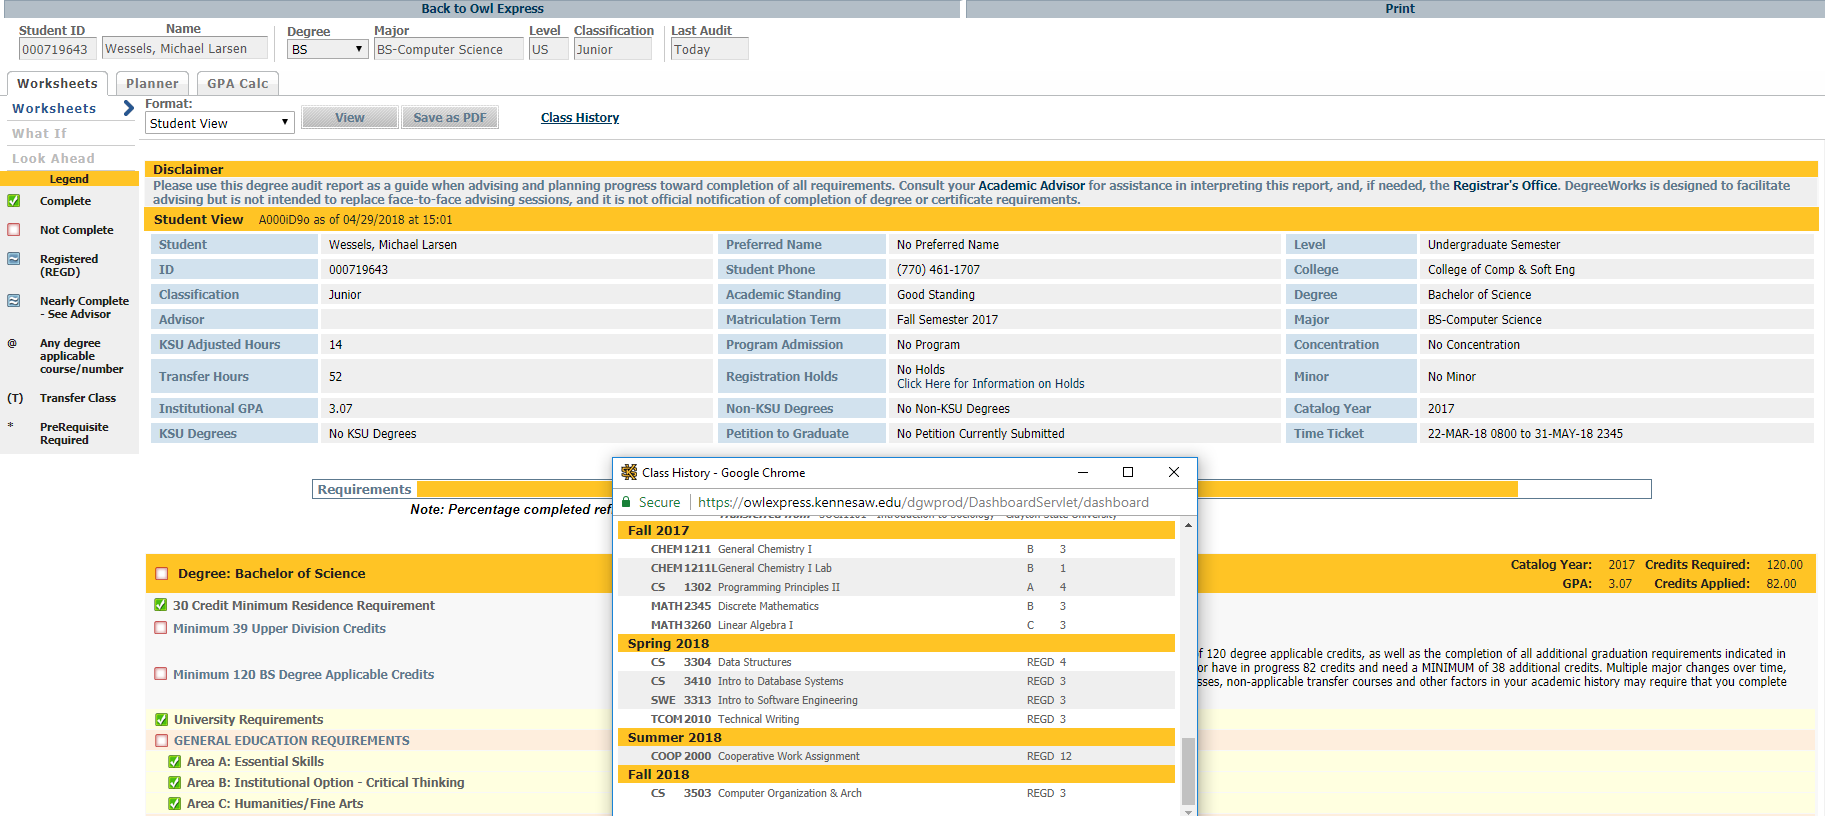 Back to Owl Express
Print
Student ID Name Degree Major Level Classification Last Audit
000719643 Wessels, Michael Larsen BS BS-Computer Science US Junior Today
Worksheets Planner GPA Calc
Worksheets
What If
Look Ahead
Legend
Complete
Not Complete
Registered
(REGD)
Nearly Complete
- See Advisor
@ Any degree
applicable
course/number
(T) Transfer Class
* PreRequisite
Required
Format:
Student View View Save as PDF Class History
Disclaimer
Please use this degree audit report as a guide when advising and planning progress toward completion of all requirements. Consult your Academic Advisor for assistance in interpreting this report, and, if needed, the Registrar's Office. DegreeWorks is designed to facilitate
advising but is not intended to replace face-to-face advising sessions, and it is not official notification of completion of degree or certificate requirements.
Student View A000iD9o as of 04/29/2018 at 15:01
Student Wessels, Michael Larsen Preferred Name No Preferred Name Level Undergraduate Semester
ID 000719643 Student Phone (770) 461-1707 College College of Comp & Soft Eng
Classification Junior Academic Standing Good Standing Degree Bachelor of Science
Advisor Matriculation Term Fall Semester 2017 Major BS-Computer Science
KSU Adjusted Hours 14 Program Admission No Program Concentration No Concentration
Transfer Hours 52 Registration Holds No Holds
Click Here for Information on Holds
Minor No Minor
Institutional GPA 3.07 Non-KSU Degrees No Non-KSU Degrees Catalog Year 2017
KSU Degrees No KSU Degrees Petition to Graduate No Petition Currently Submitted Time Ticket 22-MAR-18 0800 to 31-MAY-18 2345
Requirements
Note: Percentage completed ref
Degree: Bachelor of Science
Catalog Year: 2017 Credits Required: 120.00
GPA: 3.07 Credits Applied: 82.00
30 Credit Minimum Residence Requirement
Minimum 39 Upper Division Credits
Minimum 120 BS Degree Applicable Credits
f 120 degree applicable credits, as well as the completion of all additional graduation requirements indicated in
or have in progress 82 credits and need a MINIMUM of 38 additional credits. Multiple major changes over time,
sses, non-applicable transfer courses and other factors in your academic history may require that you complete
University Requirements
GENERAL EDUCATION REQUIREMENTS
Area A: Essential Skills
Area B: Institutional Option - Critical Thinking
Area C: Humanities/Fine Arts
Class History - Google Chrome
Secure https://owlexpress.kennesaw.edu/dgwprod/DashboardServlet/dashboard
Fall 2017
CHEM 1211 General Chemistry I B 3
CHEM 1211L General Chemistry I Lab B 1
CS 1302 Programming Principles II A 4
MATH 2345 Discrete Mathematics B 3
MATH 3260 Linear Algebra I C 3
Spring 2018
CS 3304 Data Structures REGD 4
CS 3410 Intro to Database Systems REGD 3
SWE 3313 Intro to Software Engineering REGD 3
TCOM 2010 Technical Writing REGD 3
Summer 2018
COOP 2000 Cooperative Work Assignment REGD 12
Fall 2018
CS 3503 Computer Organization & Arch REGD 3